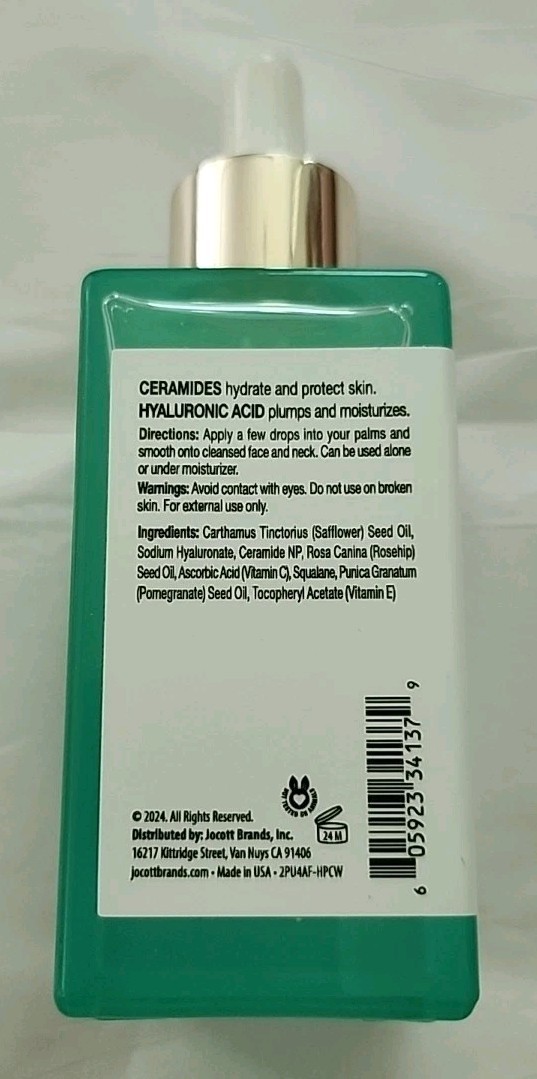 CERAMIDES hydrate and protect skin.
HYALURONIC ACID plumps and moisturizes.
Directions: Apply a few drops into your palms and
smooth onto cleansed face and neck. Can be used alone
or under moisturizer.
Warnings: Avoid contact with eyes. Do not use on broken
skin. For external use only.
Ingredients: Carthamus Tinctorius (Safflower) Seed Oil,
Sodium Hyaluronate, Ceramide NP, Rosa Canina (Rosehip)
Seed Oil, Ascorbic Acid (Vitamin C), Squalane, Punica Granatum
(Pomegranate) Seed Oil, Tocopheryl Acetate (Vitamin E)
NOT TESTED ON ANIMALS
24 M
© 2024. All Rights Reserved.
Distributed by: Jocott Brands, Inc.
16217 Kittridge Street, Van Nuys CA 91406
jocottbrands.com • Made in USA • 2PU4AF-HPCW
6 05923 34137 9